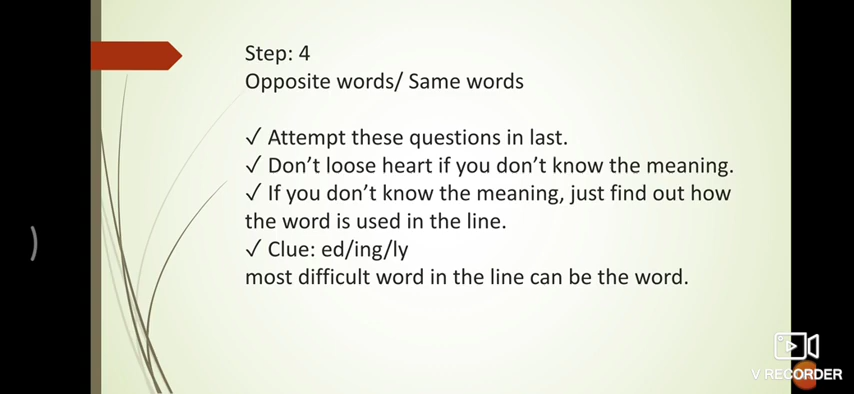 Step: 4
Opposite words/ Same words
✓ Attempt these questions in last.
✓ Don't loose heart if you don't know the meaning.
✓ If you don't know the meaning, just find out how
the word is used in the line.
✓ Clue: ed/ing/ly
most difficult word in the line can be the word.
V RECORDER